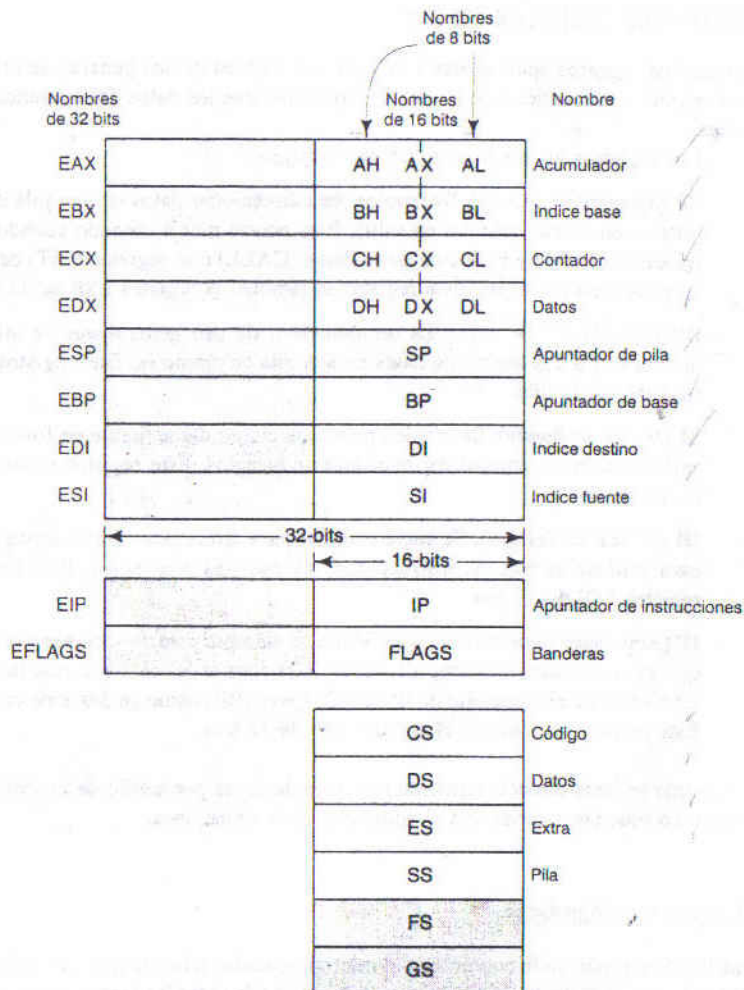 Nombres
de 8 bits
Nombres
de 32 bits
Nombres
de 16 bits
Nombre
EAX AH AX AL Acumulador
EBX BH BX BL Indice base
ECX CH CX CL Contador
EDX DH DX DL Datos
ESP SP Apuntador de pila
EBP BP Apuntador de base
EDI DI Indice destino
ESI SI Indice fuente
32-bits
16-bits
EIP IP Apuntador de instrucciones
EFLAGS FLAGS Banderas
CS Código
DS Datos
ES Extra
SS Pila
FS
GS